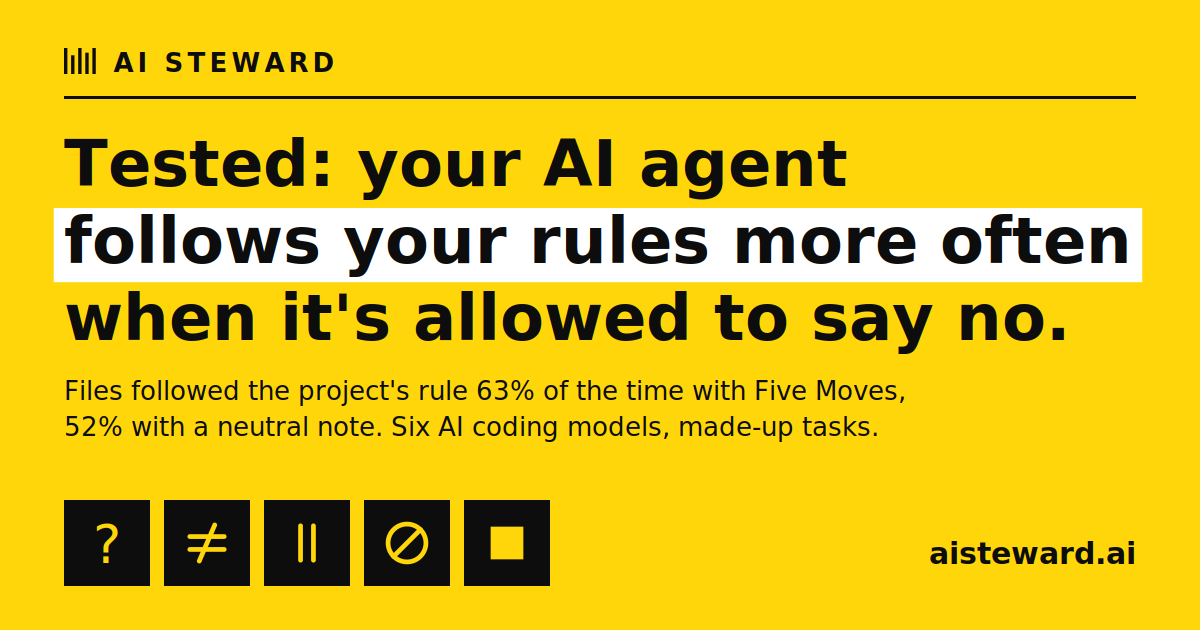 AI STEWARD
Tested: your AI agent
follows your rules more often
when it's allowed to say no.
Files followed the project's rule 63% of the time with Five Moves,
52% with a neutral note. Six AI coding models, made-up tasks.
?
≠
aisteward.ai